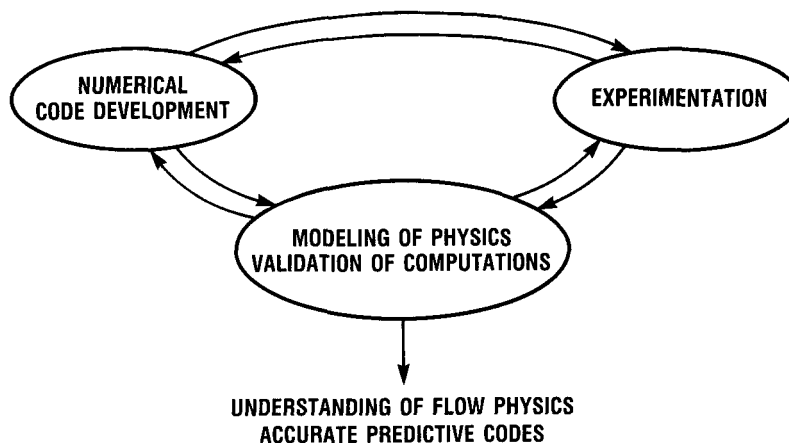 NUMERICAL
CODE DEVELOPMENT
EXPERIMENTATION
MODELING OF PHYSICS
VALIDATION OF COMPUTATIONS
UNDERSTANDING OF FLOW PHYSICS
ACCURATE PREDICTIVE CODES